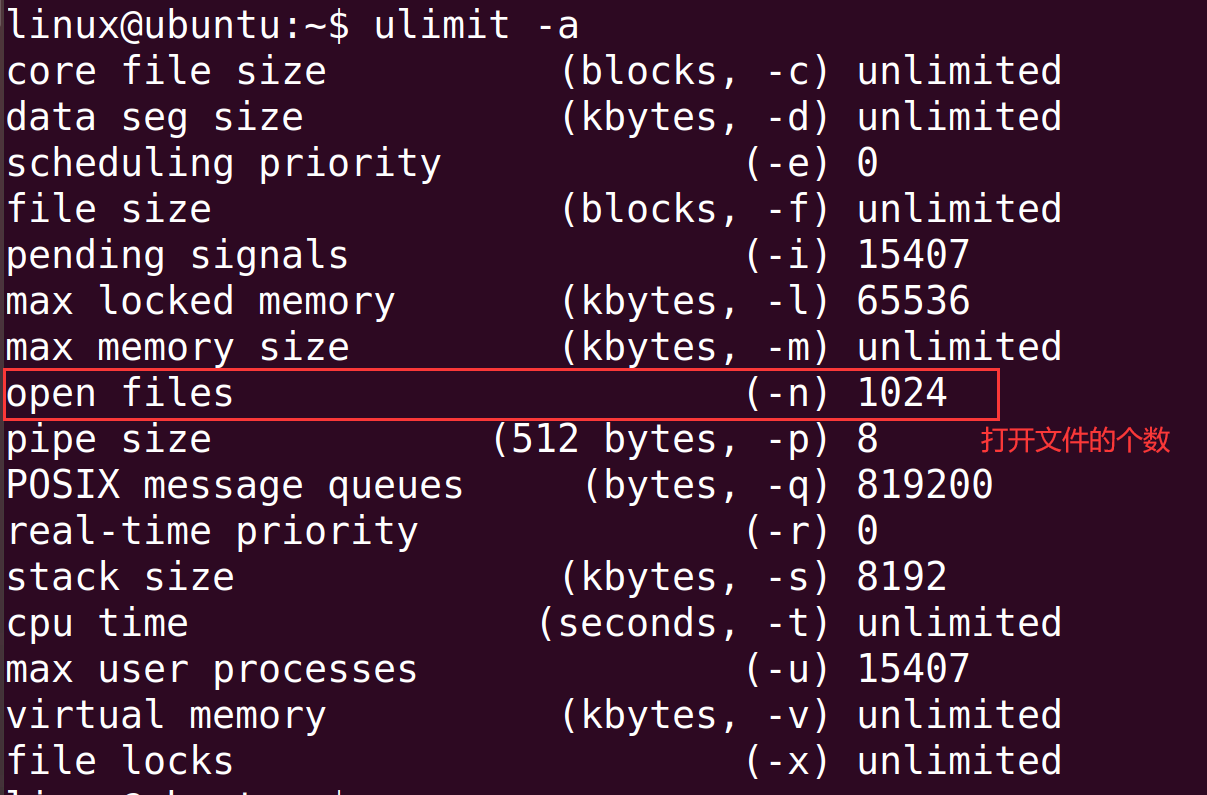 linux@ubuntu:~$ ulimit -a
core file size                          (blocks, -c) unlimited
data seg size                           (kbytes, -d) unlimited
scheduling priority                             (-e) 0
file size                               (blocks, -f) unlimited
pending signals                                 (-i) 15407
max locked memory                       (kbytes, -l) 65536
max memory size                         (kbytes, -m) unlimited
open files                                      (-n) 1024
pipe size                            (512 bytes, -p) 8
打开文件的个数
POSIX message queues                     (bytes, -q) 819200
real-time priority                              (-r) 0
stack size                              (kbytes, -s) 8192
cpu time                               (seconds, -t) unlimited
max user processes                              (-u) 15407
virtual memory                          (kbytes, -v) unlimited
file locks                                      (-x) unlimited